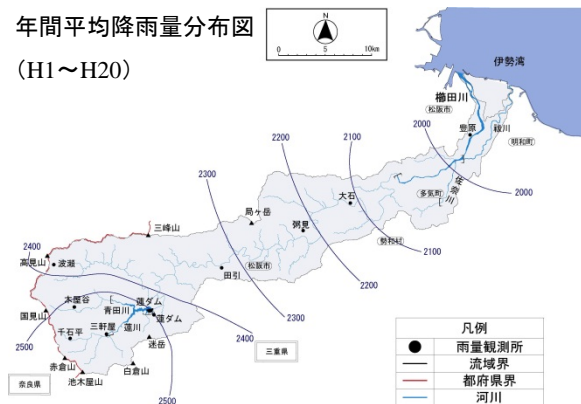 年間平均降雨量分布図
(H1～H20)
N
0 5 10km
伊勢湾
櫛田川
松阪市
豊原
祓川
明和町
2000
2100
2200
2300
大石
多気町
佐奈川
2000
局ヶ岳
粥見
三峰山
勢和村
2100
2400
高見山
波瀬
田引
松阪市
2200
木屋谷
青田川
蓮ダム
蓮ダム
2300
国見山
千石平
三軒屋
蓮川
迷岳
2400
三重県
2500
赤倉山
白倉山
奈良県
池木屋山
2500
凡例
雨量観測所
流域界
都府県界
河川